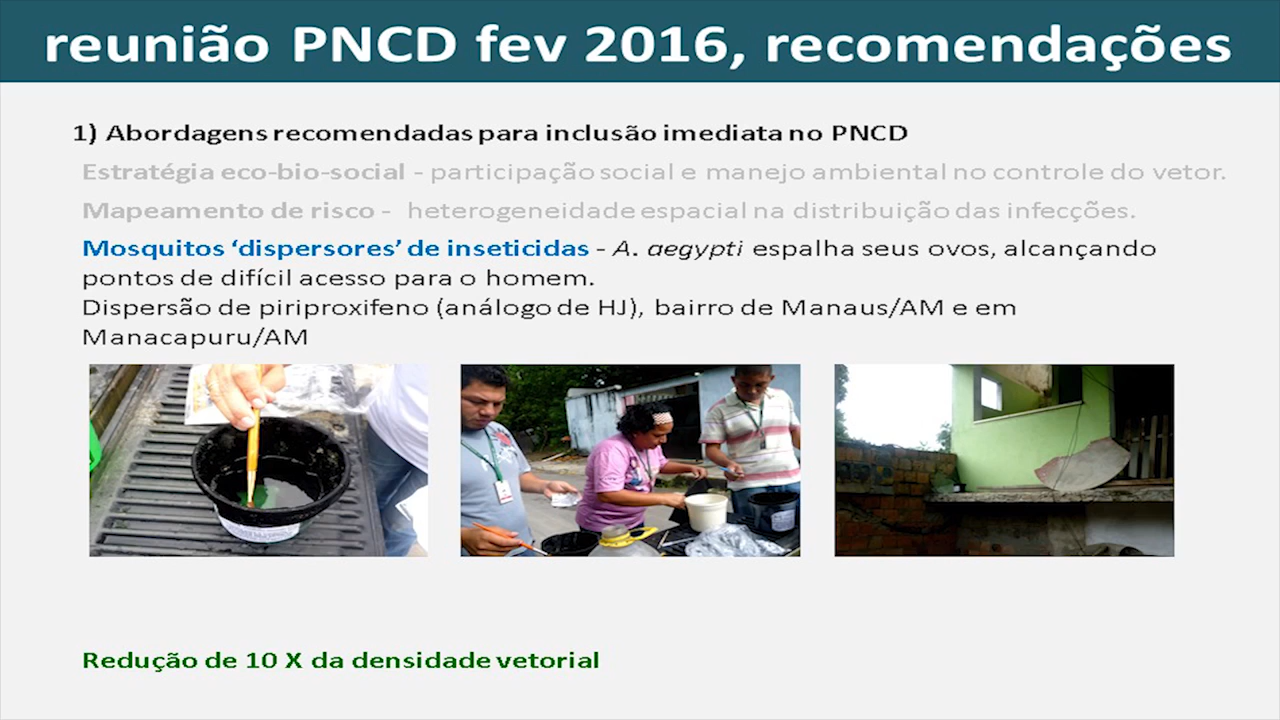 reunião PNCD fev 2016, recomendações
1) Abordagens recomendadas para inclusão imediata no PNCD
Estratégia eco-bio-social - participação social e manejo ambiental no controle do vetor.
Mapeamento de risco - heterogeneidade espacial na distribuição das infecções.
Mosquitos ‘dispersores’ de inseticidas - A. aegypti espalha seus ovos, alcançando
pontos de difícil acesso para o homem.
Dispersão de piriproxifeno (análogo de HJ), bairro de Manaus/AM e em
Manacapuru/AM
Redução de 10 X da densidade vetorial